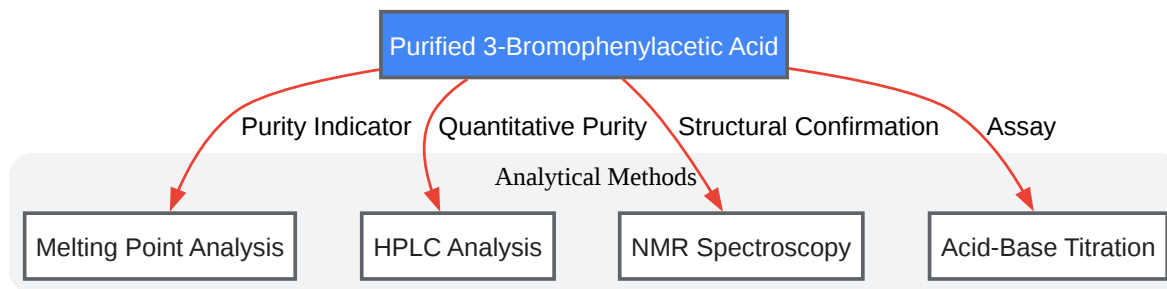 Purified 3-Bromophenylacetic Acid
Purity Indicator
Quantitative Purity
Structural Confirmation
Assay
Analytical Methods
Melting Point Analysis
HPLC Analysis
NMR Spectroscopy
Acid-Base Titration